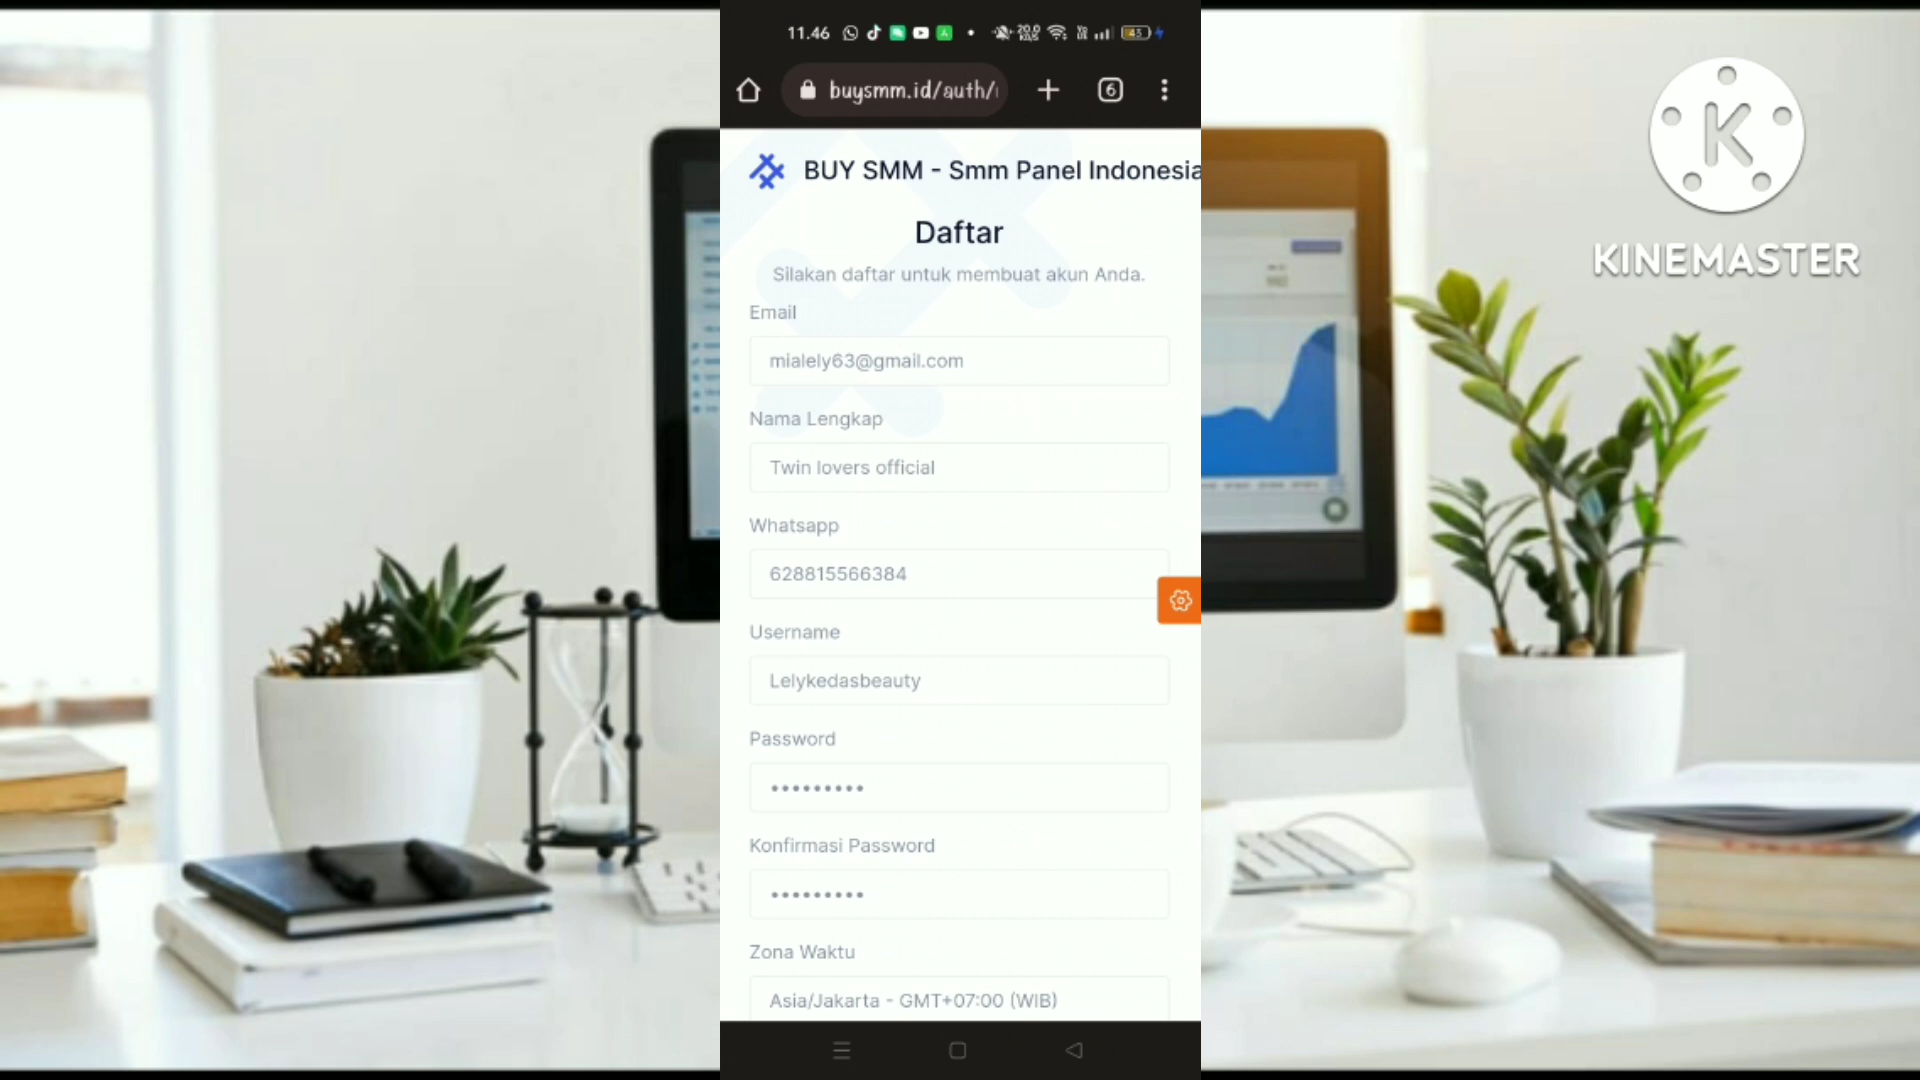 11.46
buysmm.id/auth/
6
BUY SMM - Smm Panel Indonesia
Daftar
Silakan daftar untuk membuat akun Anda.
Email
mialely63@gmail.com
Nama Lengkap
Twin lovers official
Whatsapp
628815566384
Username
Lelykedasbeauty
Password
•••••••••
Konfirmasi Password
•••••••••
Zona Waktu
Asia/Jakarta - GMT+07:00 (WIB)
K
KINEMASTER